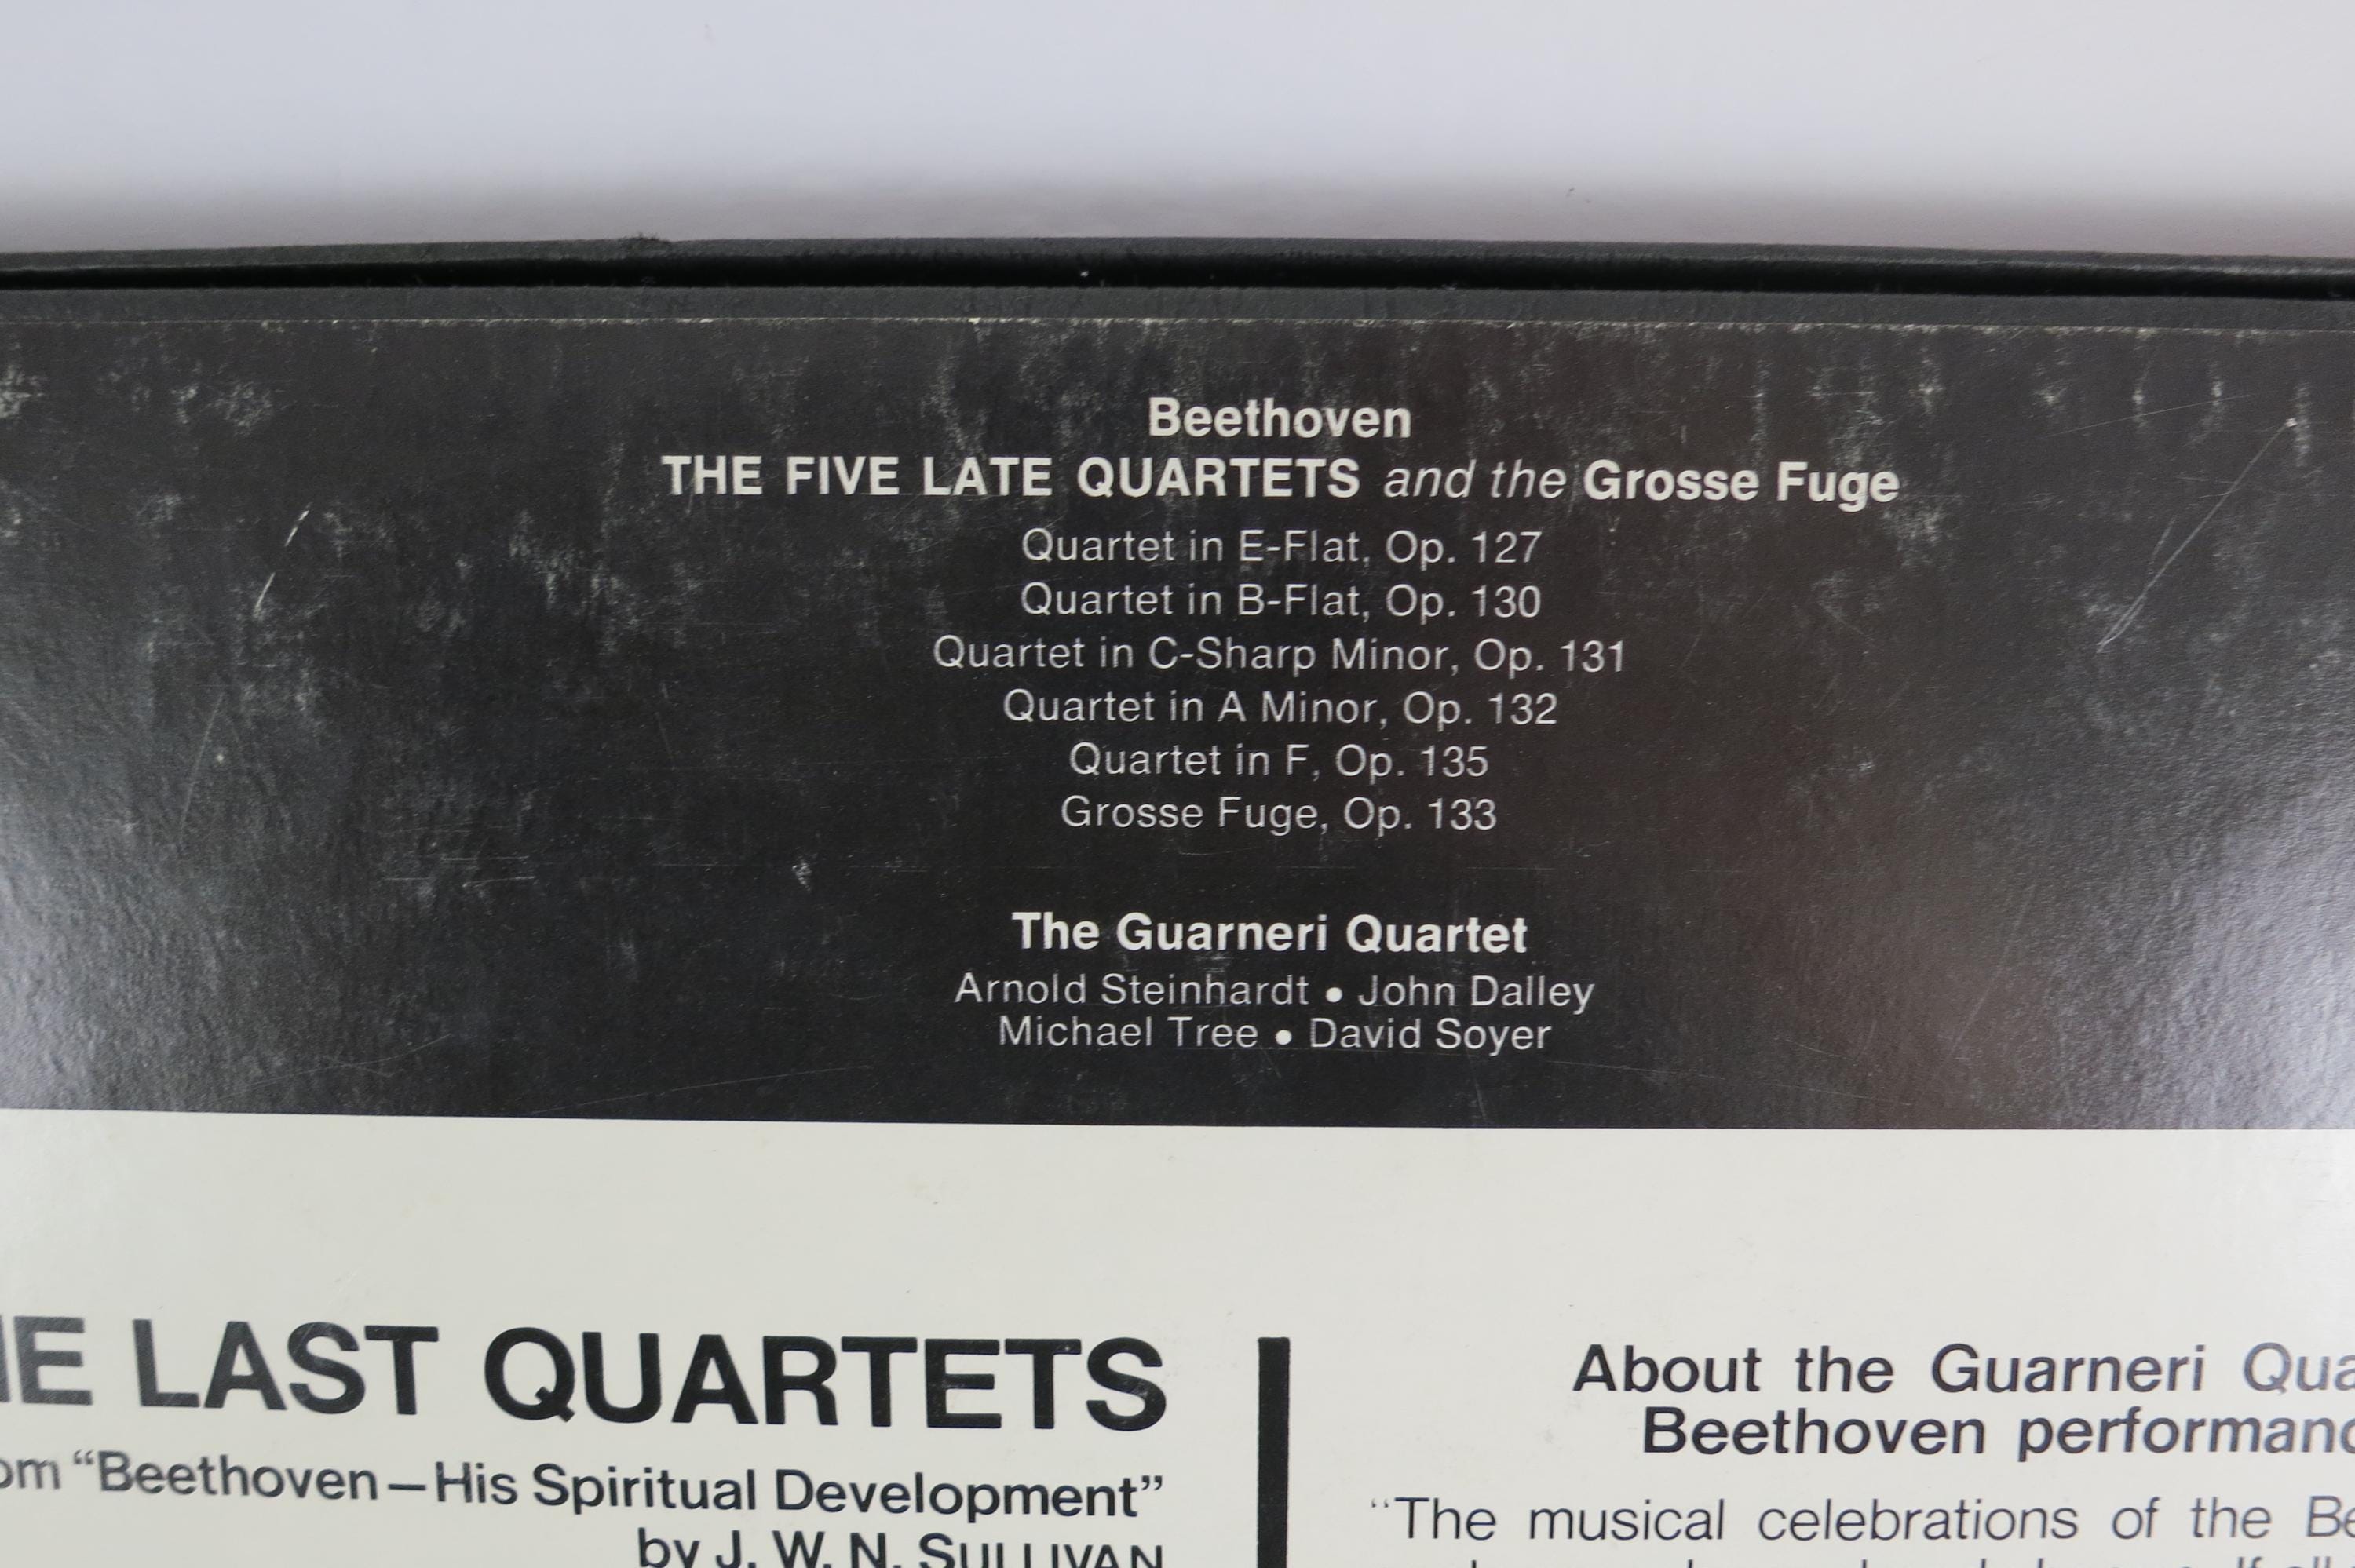 Beethoven
THE FIVE LATE QUARTETS and the Grosse Fuge
Quartet in E-Flat, Op. 127
Quartet in B-Flat, Op. 130
Quartet in C-Sharp Minor, Op. 131
Quartet in A Minor, Op. 132
Quartet in F, Op. 135
Grosse Fuge, Op. 133
The Guarneri Quartet
Arnold Steinhardt • John Dalley
Michael Tree • David Soyer
LAST QUARTETS
“Beethoven—His Spiritual Development”
by J. W. N. SULLIVAN
About the Guarneri
Beethoven
“The musical celebrations of the